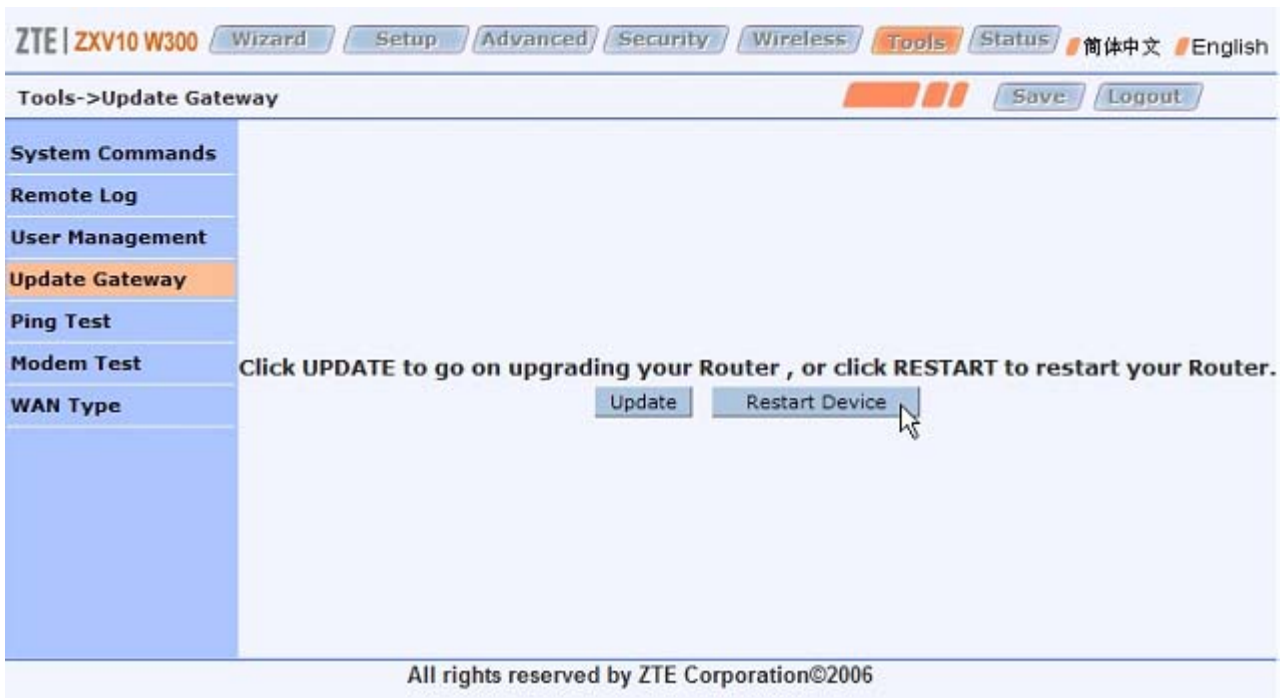 ZTE | ZXV10 W300 Wizard Setup Advanced Security Wireless Tools Status 简体中文 English
Tools->Update Gateway Save Logout
System Commands
Remote Log
User Management
Update Gateway
Ping Test
Modem Test
WAN Type
Click UPDATE to go on upgrading your Router , or click RESTART to restart your Router.
Update Restart Device
All rights reserved by ZTE Corporation©2006